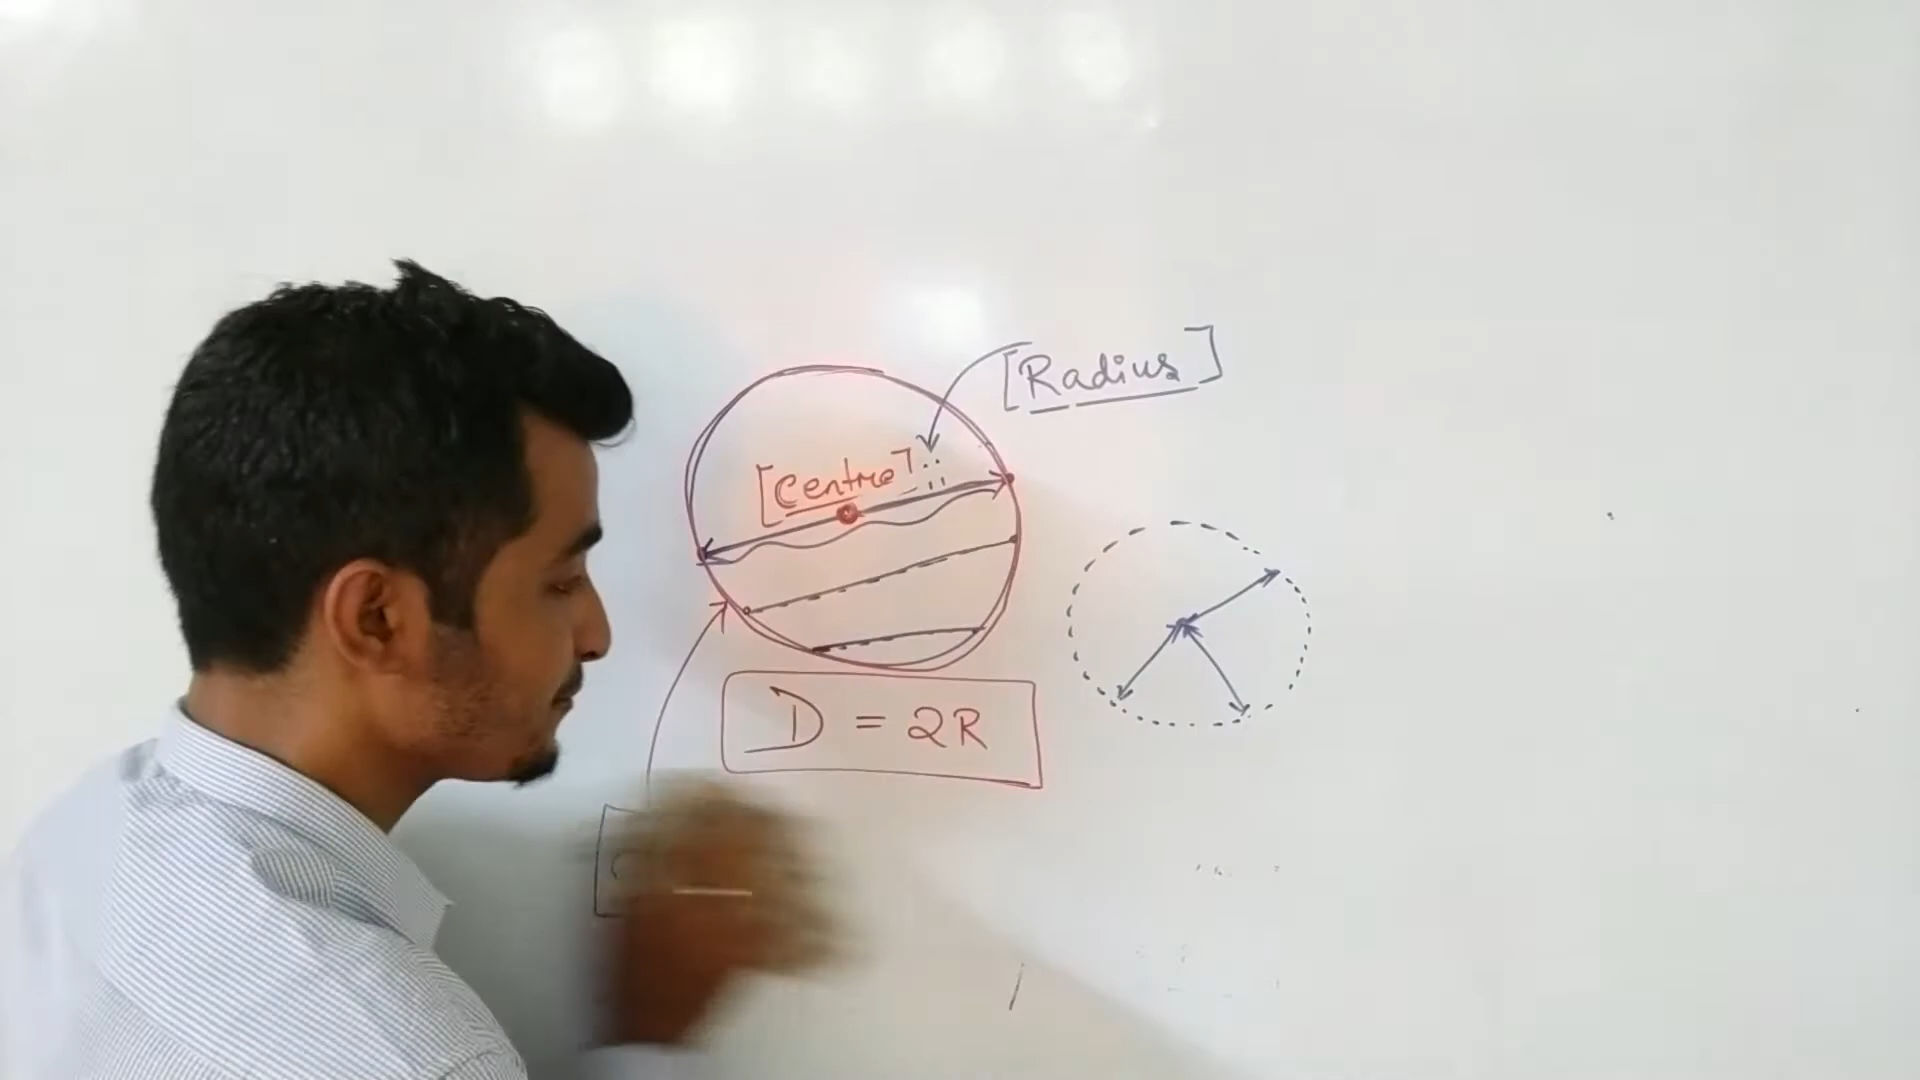 [Radius]
[Centre]
D = 2R